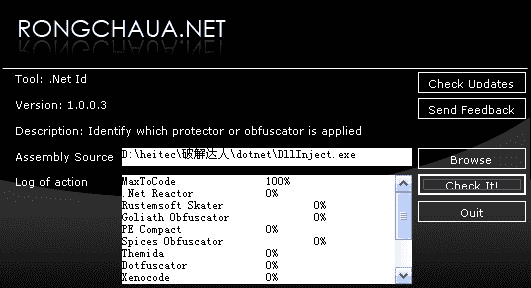 RONGCHAUA.NET
Tool: .Net Id
Check Updates
Version: 1.0.0.3
Send Feedback
Description: Identify which protector or obfuscator is applied
Assembly Source
D:\heitec\破解达人\dotnet\DllInject.exe
Browse
Log of action
MaxToCode 100%
.Net Reactor 0%
Rustemsoft Skater 0%
Goliath Obfuscator 0%
PE Compact 0%
Spices Obfuscator 0%
Themida 0%
Dotfuscator 0%
Xenocode 0%
Check It!
Quit